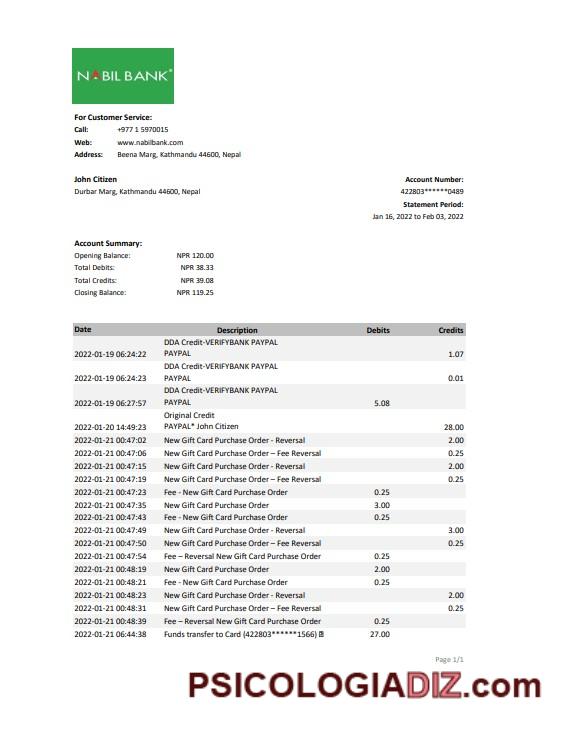 NABIL BANK
For Customer Service:
Call: +977 1 5970015
Web: www.nabilbank.com
Address: Beena Marg, Kathmandu 44600, Nepal
John Citizen
Durbar Marg, Kathmandu 44600, Nepal
Account Number:
422803******0489
Statement Period:
Jan 16, 2022 to Feb 03, 2022
Account Summary:
Opening Balance: NPR 120.00
Total Debits: NPR 38.33
Total Credits: NPR 39.08
Closing Balance: NPR 119.25
Date Description Debits Credits
DDA Credit-VERIFYBANK PAYPAL
2022-01-19 06:24:22 PAYPAL 1.07
DDA Credit-VERIFYBANK PAYPAL
2022-01-19 06:24:23 PAYPAL 0.01
DDA Credit-VERIFYBANK PAYPAL
2022-01-19 06:27:57 PAYPAL 5.08
Original Credit
2022-01-20 14:49:23 PAYPAL* John Citizen 28.00
2022-01-21 00:47:02 New Gift Card Purchase Order - Reversal 2.00
2022-01-21 00:47:06 New Gift Card Purchase Order – Fee Reversal 0.25
2022-01-21 00:47:15 New Gift Card Purchase Order - Reversal 2.00
2022-01-21 00:47:19 New Gift Card Purchase Order – Fee Reversal 0.25
2022-01-21 00:47:23 Fee - New Gift Card Purchase Order 0.25
2022-01-21 00:47:35 New Gift Card Purchase Order 3.00
2022-01-21 00:47:43 Fee - New Gift Card Purchase Order 0.25
2022-01-21 00:47:49 New Gift Card Purchase Order - Reversal 3.00
2022-01-21 00:47:50 New Gift Card Purchase Order – Fee Reversal 0.25
2022-01-21 00:47:54 Fee – Reversal New Gift Card Purchase Order 0.25
2022-01-21 00:48:19 New Gift Card Purchase Order 2.00
2022-01-21 00:48:21 Fee - New Gift Card Purchase Order 0.25
2022-01-21 00:48:23 New Gift Card Purchase Order - Reversal 2.00
2022-01-21 00:48:31 New Gift Card Purchase Order – Fee Reversal 0.25
2022-01-21 00:48:39 Fee – Reversal New Gift Card Purchase Order 0.25
2022-01-21 06:44:38 Funds transfer to Card (422803******1566) 27.00
Page 1/1
PSICOLOGIADIZ.com